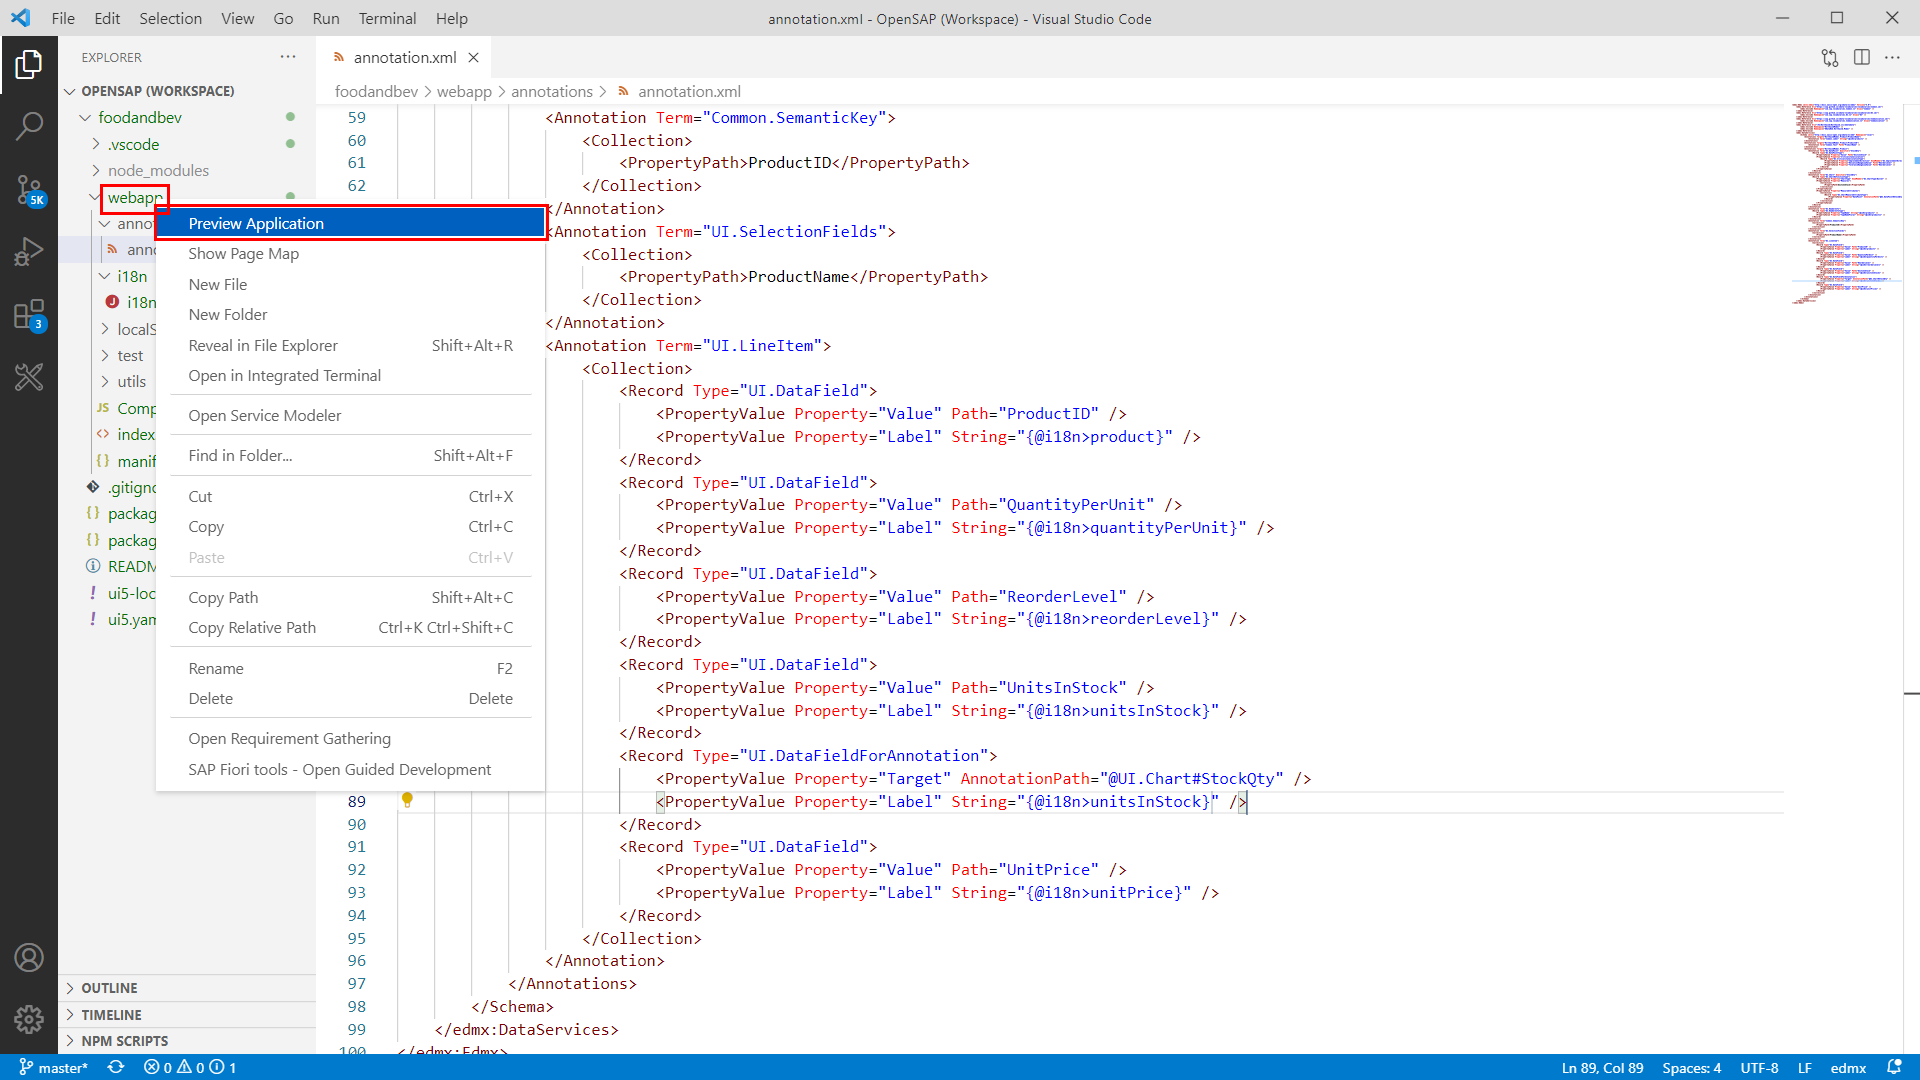 File Edit Selection View Go Run Terminal Help
annotation.xml - OpenSAP (Workspace) - Visual Studio Code
EXPLORER
annotation.xml
OPENSAP (WORKSPACE)
foodandbev > webapp > annotations > annotation.xml
foodandbev
.vscode
node_modules
webapp
anno
anno
i18n
i18n
localS
test
utils
Comp
index
manif
.gitigno
packag
packag
READM
ui5-loc
ui5.yam
Preview Application
Show Page Map
New File
New Folder
Reveal in File Explorer Shift+Alt+R
Open in Integrated Terminal
Open Service Modeler
Find in Folder... Shift+Alt+F
Cut Ctrl+X
Copy Ctrl+C
Paste Ctrl+V
Copy Path Shift+Alt+C
Copy Relative Path Ctrl+K Ctrl+Shift+C
Rename F2
Delete Delete
Open Requirement Gathering
SAP Fiori tools - Open Guided Development
59 <Annotation Term="Common.SemanticKey">
60 <Collection>
61 <PropertyPath>ProductID</PropertyPath>
62 </Collection>
</Annotation>
<Annotation Term="UI.SelectionFields">
<Collection>
<PropertyPath>ProductName</PropertyPath>
</Collection>
</Annotation>
<Annotation Term="UI.LineItem">
<Collection>
<Record Type="UI.DataField">
<PropertyValue Property="Value" Path="ProductID" />
<PropertyValue Property="Label" String="{@i18n>product}" />
</Record>
<Record Type="UI.DataField">
<PropertyValue Property="Value" Path="QuantityPerUnit" />
<PropertyValue Property="Label" String="{@i18n>quantityPerUnit}" />
</Record>
<Record Type="UI.DataField">
<PropertyValue Property="Value" Path="ReorderLevel" />
<PropertyValue Property="Label" String="{@i18n>reorderLevel}" />
</Record>
<Record Type="UI.DataField">
<PropertyValue Property="Value" Path="UnitsInStock" />
<PropertyValue Property="Label" String="{@i18n>unitsInStock}" />
</Record>
<Record Type="UI.DataFieldForAnnotation">
<PropertyValue Property="Target" AnnotationPath="@UI.Chart#StockQty" />
89 <PropertyValue Property="Label" String="{@i18n>unitsInStock}" />
90 </Record>
91 <Record Type="UI.DataField">
92 <PropertyValue Property="Value" Path="UnitPrice" />
93 <PropertyValue Property="Label" String="{@i18n>unitPrice}" />
94 </Record>
95 </Collection>
96 </Annotation>
97 </Annotations>
98 </Schema>
99 </edmx:DataServices>
100 </edmx:Edmx>
5K
3
OUTLINE
TIMELINE
NPM SCRIPTS
master* 0 0 1
Ln 89, Col 89 Spaces: 4 UTF-8 LF edmx